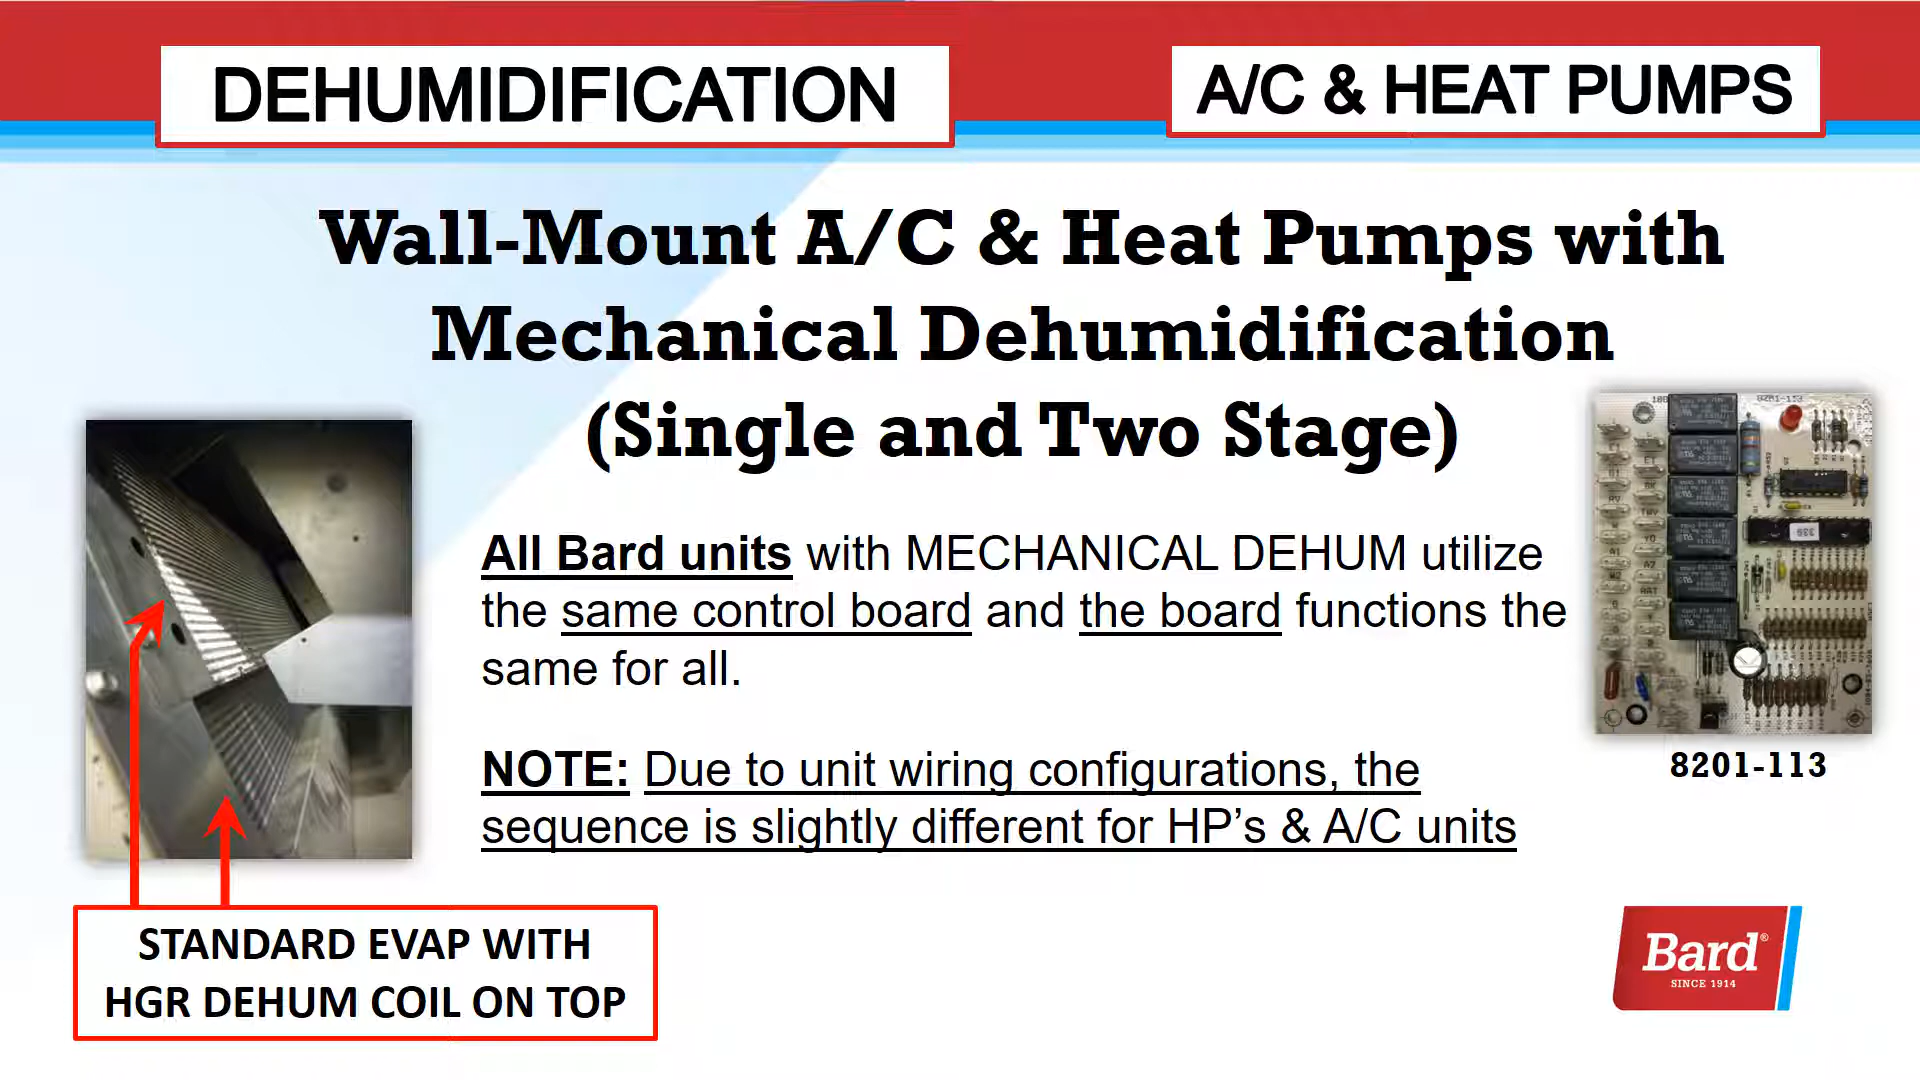 DEHUMIDIFICATION
A/C & HEAT PUMPS
Wall-Mount A/C & Heat Pumps with
Mechanical Dehumidification
(Single and Two Stage)
All Bard units with MECHANICAL DEHUM utilize
the same control board and the board functions the
same for all.
NOTE: Due to unit wiring configurations, the
sequence is slightly different for HP’s & A/C units
8201-113
8201-113
STANDARD EVAP WITH
HGR DEHUM COIL ON TOP
Bard®
SINCE 1914